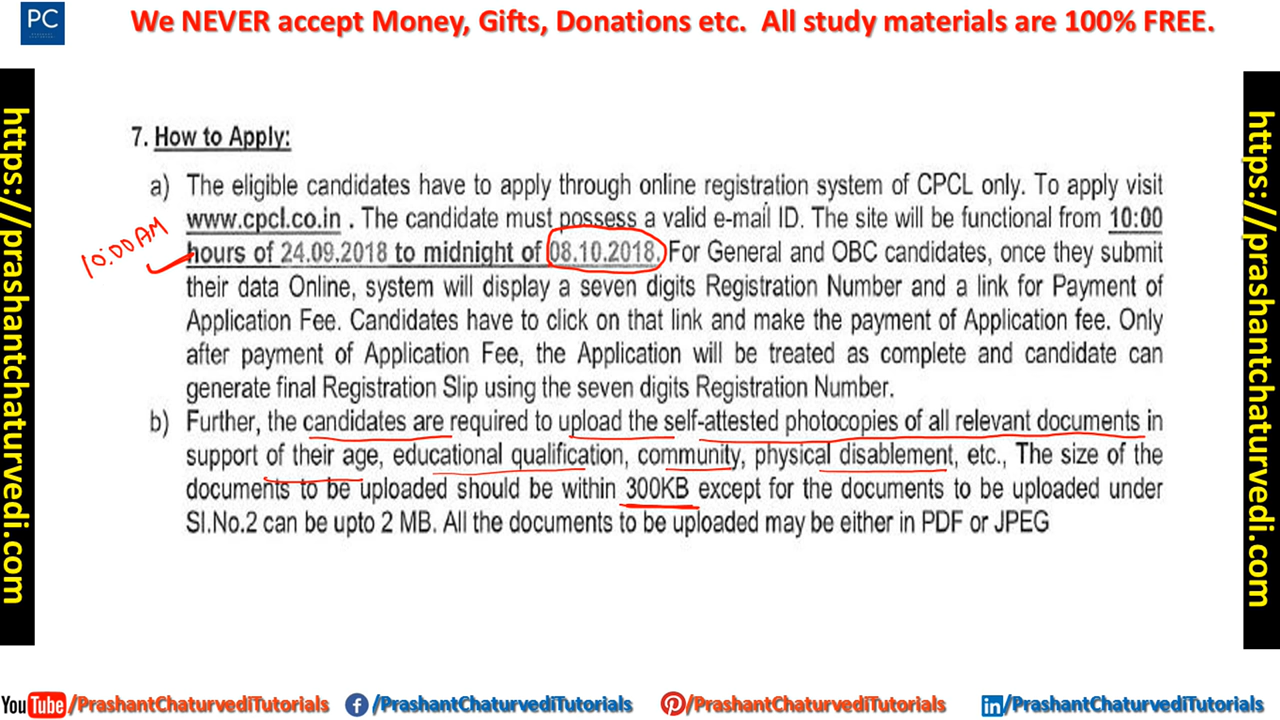 PC
We NEVER accept Money, Gifts, Donations etc. All study materials are 100% FREE.
https://prashantchaturvedi.com
https://prashantchaturvedi.com
7. How to Apply:
a) The eligible candidates have to apply through online registration system of CPCL only. To apply visit
www.cpcl.co.in . The candidate must possess a valid e-mail ID. The site will be functional from 10:00
10:00AM
hours of 24.09.2018 to midnight of 08.10.2018. For General and OBC candidates, once they submit
their data Online, system will display a seven digits Registration Number and a link for Payment of
Application Fee. Candidates have to click on that link and make the payment of Application fee. Only
after payment of Application Fee, the Application will be treated as complete and candidate can
generate final Registration Slip using the seven digits Registration Number.
b) Further, the candidates are required to upload the self-attested photocopies of all relevant documents in
support of their age, educational qualification, community, physical disablement, etc., The size of the
documents to be uploaded should be within 300KB except for the documents to be uploaded under
Sl.No.2 can be upto 2 MB. All the documents to be uploaded may be either in PDF or JPEG
YouTube/PrashantChaturvediTutorials f/PrashantChaturvediTutorials /PrashantChaturvediTutorials in/PrashantChaturvediTutorials